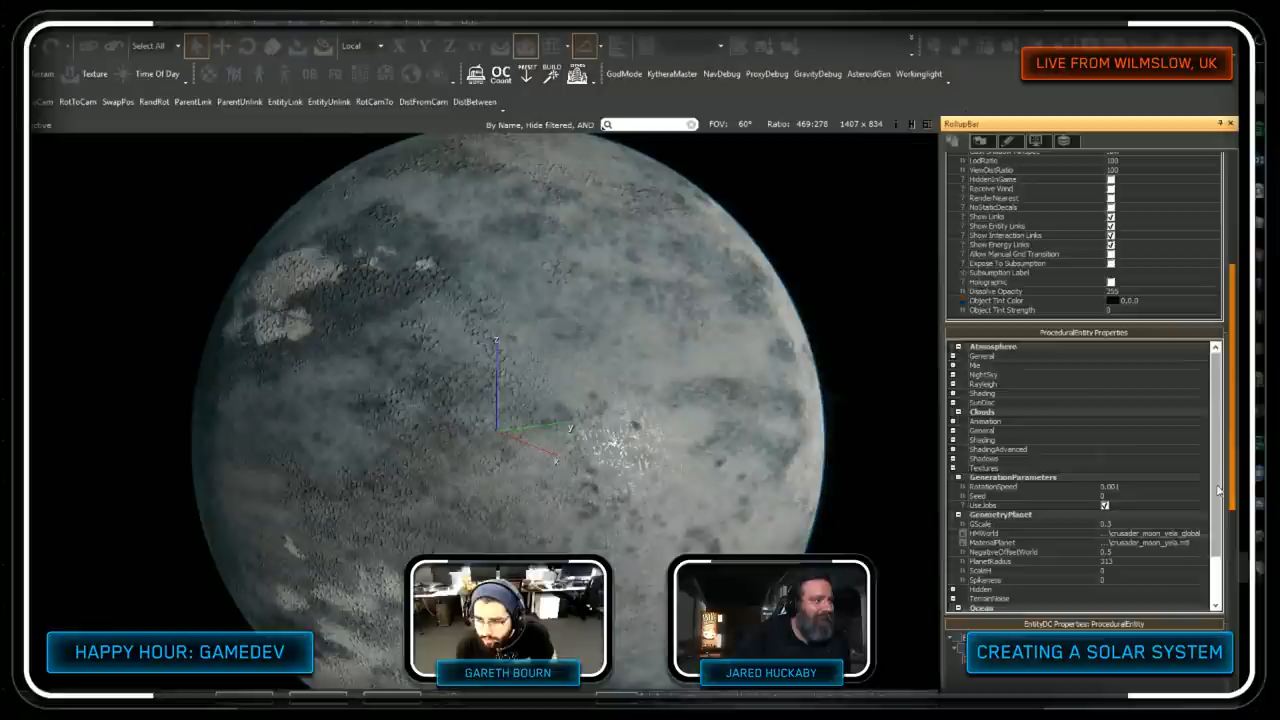 Select All
Local
X Y Z XY
LIVE FROM WILMSLOW, UK
Texture
Time Of Day
OC Count
BUILD
GodMode KytheraMaster NavDebug ProxyDebug GravityDebug AsteroidGen Workinglight
RotToCam SwapPos RandRot ParentLink ParentUnlink EntityLink EntityUnlink RotCamTo DistFromCam DistBetween
By Name, Hide filtered, AND
FOV: 60° Ratio: 469:278 1407 x 834
RollupBar
LodRatio 100
ViewDistRatio 100
HiddenInGame
Receive Wind
RenderNearest
NoStaticDecals
Show Links
Show Entity Links
Show Interaction Links
Show Energy Links
Allow Manual Grid Transition
Expose To Subsumption
Subsumption Label
Holographic
Dissolve Opacity 255
Object Tint Color 0,0,0
Object Tint Strength 0
ProceduralEntity Properties
Atmosphere
General
Mie
NightSky
Rayleigh
Shading
SunDisc
Clouds
Animation
General
Shading
ShadingAdvanced
Shadows
Textures
GenerationParameters
RotationSpeed 0.001
Seed 0
UseJobs
GeometryPlanet
GScale 0.3
HMWorld ...\crusader_moon_yela_global
MaterialPlanet ...\crusader_moon_yela.mtl
NegativeOffsetWorld 0.5
PlanetRadius 313
ScaleH 0
Spikeness 0
Hidden
TerrainNoise
Ocean
EntityDC Properties: ProceduralEntity
z
y
x
HAPPY HOUR: GAMEDEV
GARETH BOURN
JARED HUCKABY
CREATING A SOLAR SYSTEM